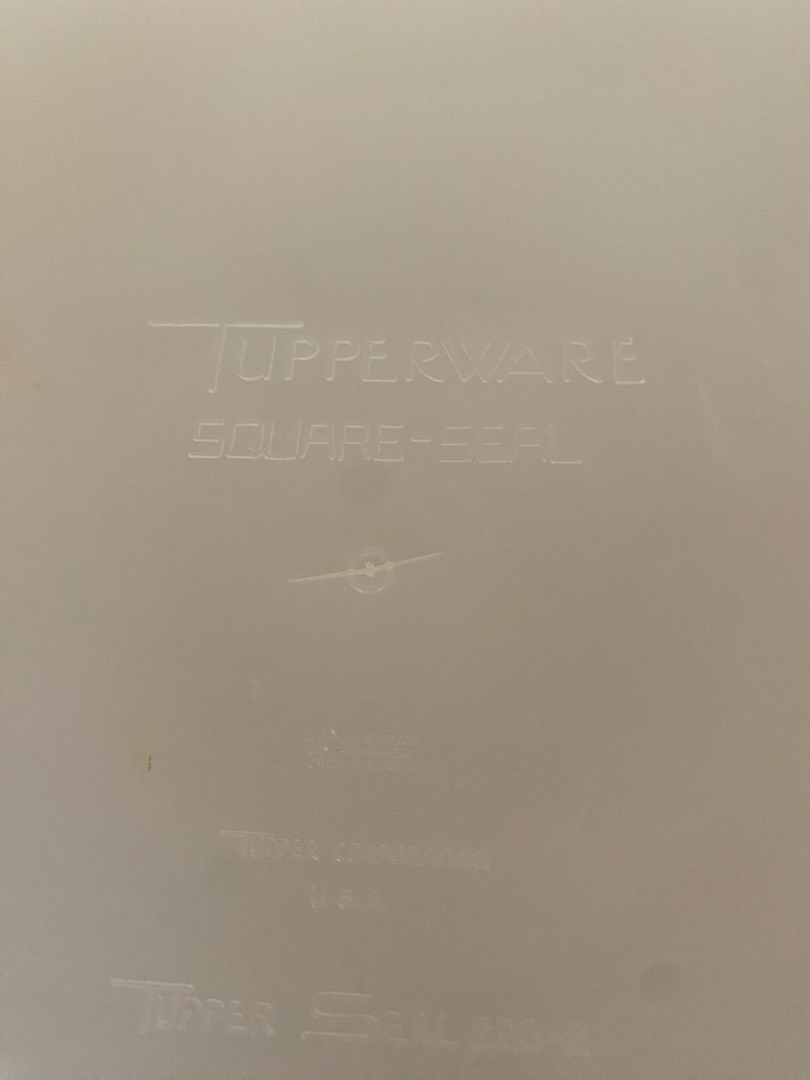 TUPPERWARE
SQUARE-SEAL
TUPPER CORPORATION
U.S.A.
TUPPER SEAL